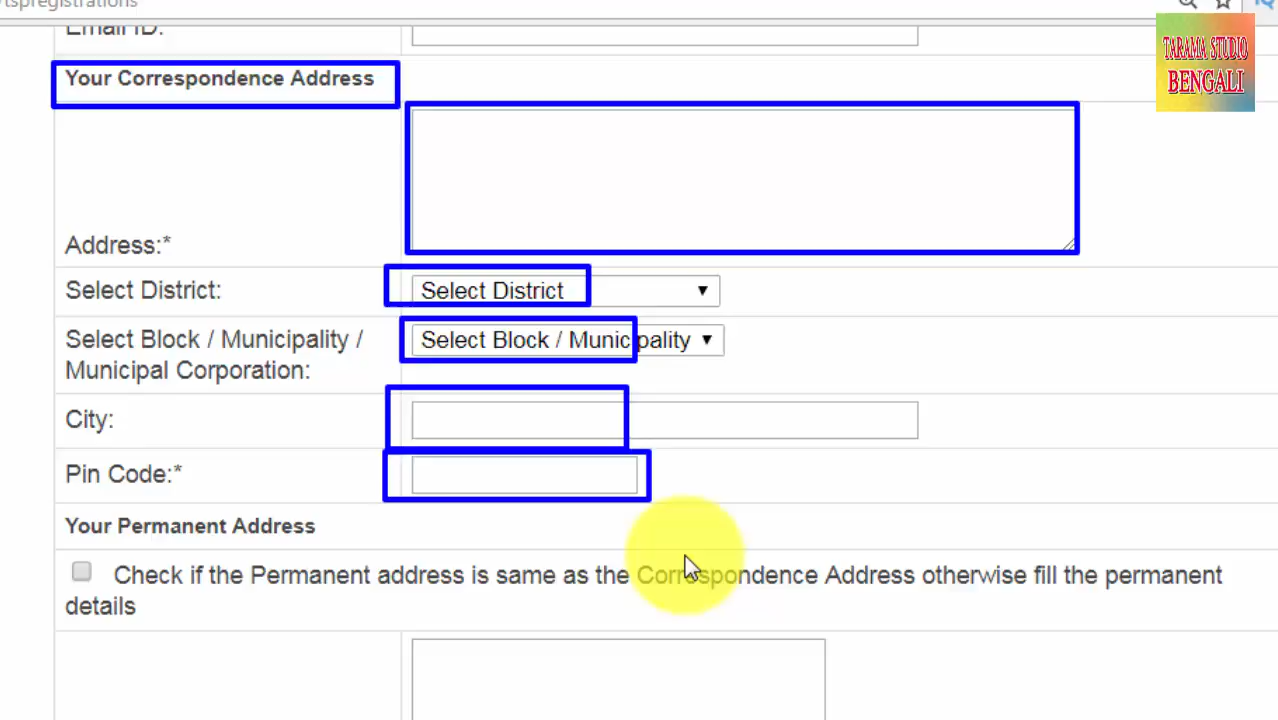 tspregistrations
Email ID:
TARAMA STUDIO
BENGALI
Your Correspondence Address
Address:*
Select District:
Select District
Select Block / Municipality /
Municipal Corporation:
Select Block / Municipality
City:
Pin Code:*
Your Permanent Address
Check if the Permanent address is same as the Correspondence Address otherwise fill the permanent
details